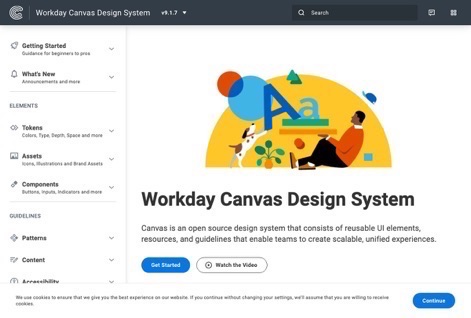 Workday Canvas Design System
v9.1.7
Search
Getting Started
Guidance for beginners to pros
What's New
Announcements and more
ELEMENTS
Tokens
Colors, Type, Depth, Space and more
Assets
Icons, Illustrations and Brand Assets
Components
Buttons, Inputs, Indicators and more
GUIDELINES
Patterns
Content
Accessibility
Aa
Workday Canvas Design System
Canvas is an open source design system that consists of reusable UI elements,
resources, and guidelines that enable teams to create scalable, unified experiences.
Get Started
Watch the Video
We use cookies to ensure that we give you the best experience on our website. If you continue without changing your settings, we'll assume that you are willing to receive
cookies.
Continue